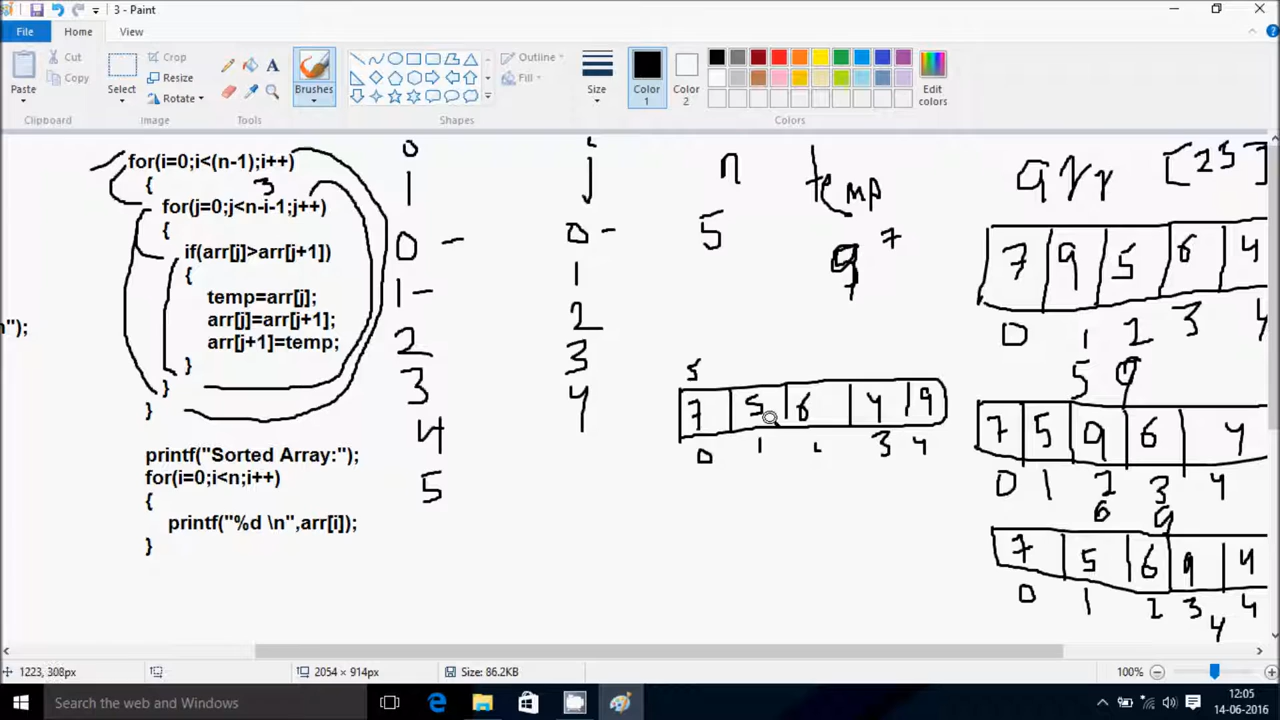 3 - Paint
File Home View
Cut
Copy
Paste
Clipboard
Crop
Resize
Rotate
Select
Image
Tools
Brushes
Outline
Fill
Shapes
Size
Color 1
Color 2
Colors
Edit colors
for(i=0;i<(n-1);i++)
{
3
for(j=0;j<n-i-1;j++)
{
if(arr[j]>arr[j+1])
{
temp=arr[j];
arr[j]=arr[j+1];
arr[j+1]=temp;
}
}
}
n");
printf("Sorted Array:");
for(i=0;i<n;i++)
{
printf("%d \n",arr[i]);
}
0
1
0 -
1 -
2
3
4
5
j
0 -
1
2
3
4
n
5
temp
9 7
7
5
7 5 6 4 9
0 1 3 4
arr [25]
7 9 5 6 4
0 1 2 3 4
5 9
7 5 9 6 4
0 1 2 3 4
6 9
7 5 6 9 4
0 1 2 3 4
4
1223, 308px
2054 × 914px
Size: 86.2KB
100%
Search the web and Windows
12:05
14-06-2016